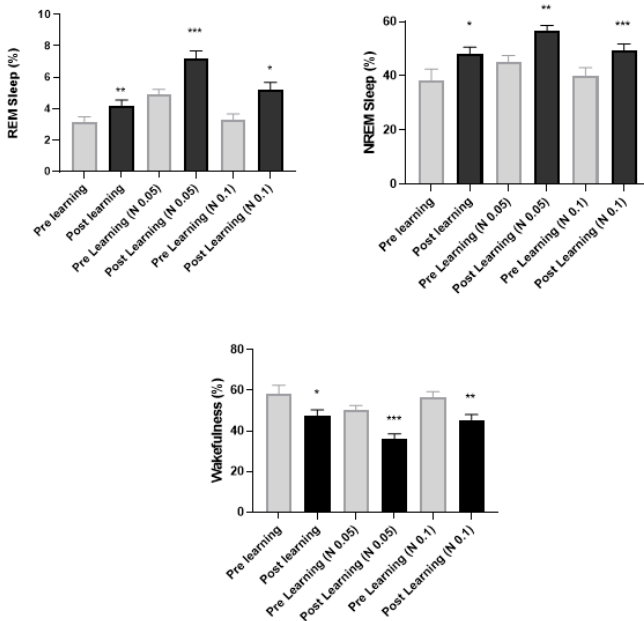 REM Sleep (%)
10
8
6
4
2
0
**
***
*
Pre learning
Post learning
Pre Learning (N 0.05)
Post Learning (N 0.05)
Pre Learning (N 0.1)
Post Learning (N 0.1)
NREM Sleep (%)
60
40
20
0
*
**
***
Pre learning
Post learning
Pre Learning (N 0.05)
Post Learning (N 0.05)
Pre Learning (N 0.1)
Post Learning (N 0.1)
Wakefulness (%)
80
60
40
20
0
*
***
**
Pre learning
Post learning
Pre Learning (N 0.05)
Post Learning (N 0.05)
Pre Learning (N 0.1)
Post Learning (N 0.1)